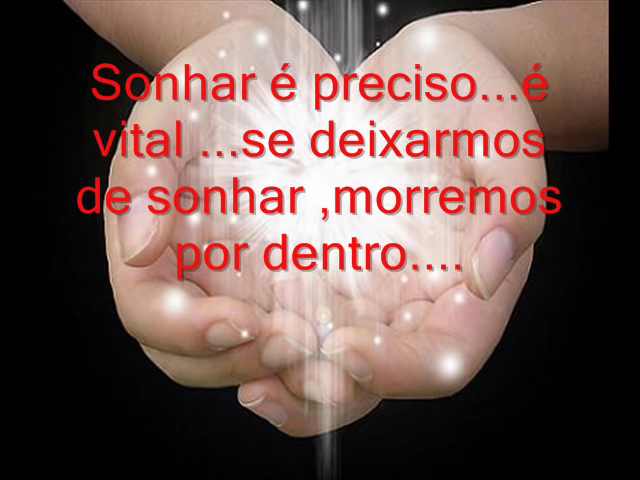 Sonhar é preciso...é
vital ...se deixarmos
de sonhar ,morremos
por dentro....